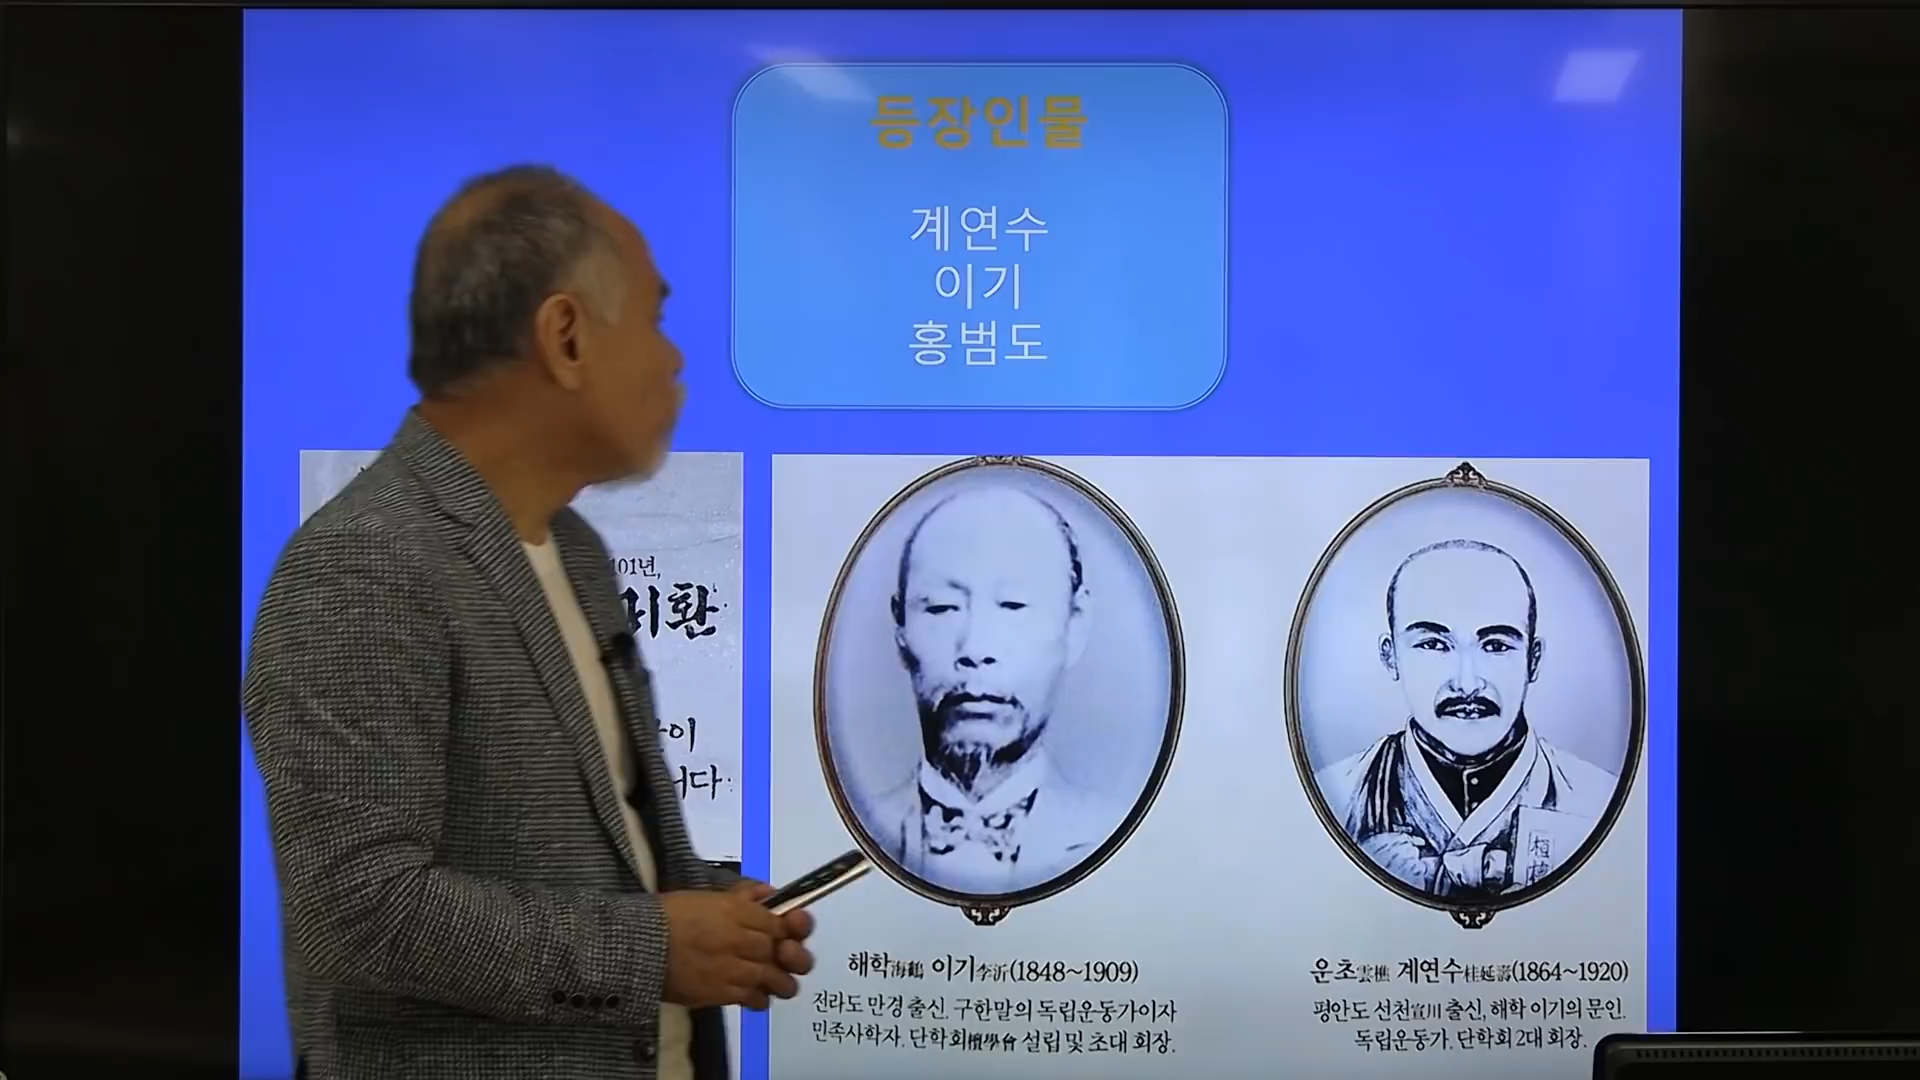 등장인물
계연수
이기
홍범도
101년,
귀환
해학海鶴 이기李沂(1848~1909)
전라도 만경 출신. 구한말의 독립운동가이자
민족사학자. 단학회檀學會 설립 및 초대 회장.
운초雲樵 계연수桂延壽(1864~1920)
평안도 선천宣川 출신, 해학 이기의 문인.
독립운동가. 단학회 2대 회장.